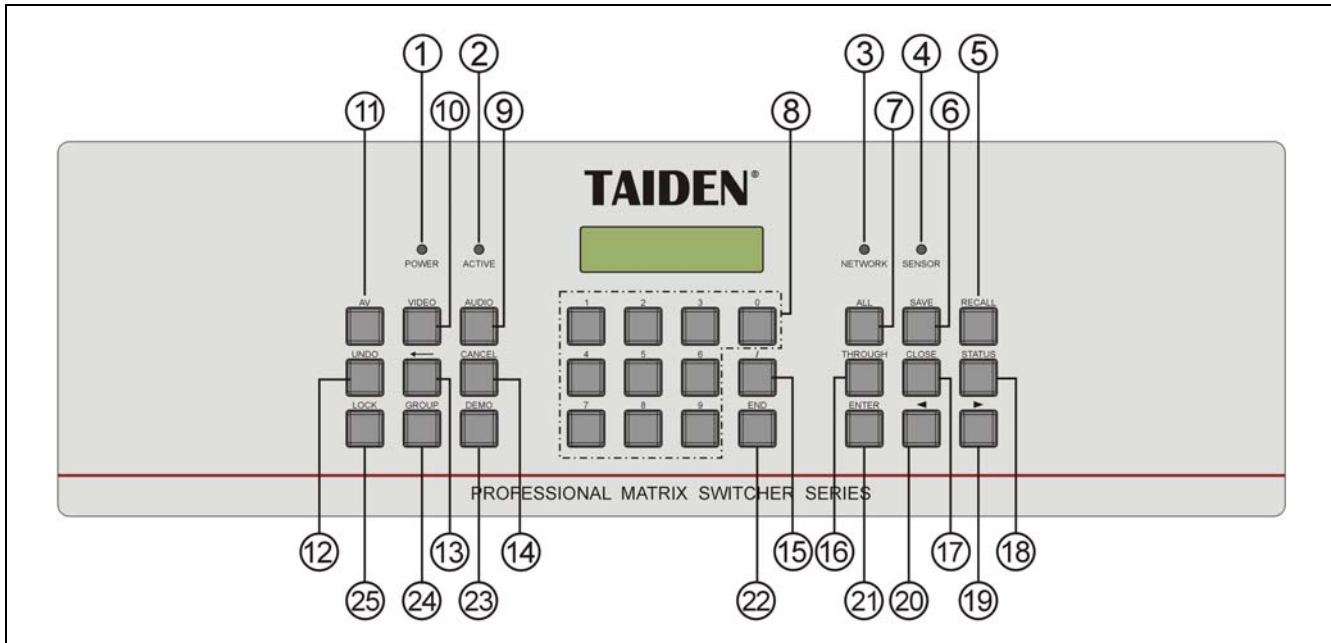 ① ② ③ ④ ⑤
⑪ ⑩ ⑨ ⑧ ⑦ ⑥
TAIDEN®
POWER ACTIVE NETWORK SENSOR
AV VIDEO AUDIO 1 2 3 0 ALL SAVE RECALL
UNDO ← CANCEL 4 5 6 / THROUGH CLOSE STATUS
LOCK GROUP DEMO 7 8 9 END ENTER ◄ ►
PROFESSIONAL MATRIX SWITCHER SERIES
⑫ ⑬ ⑭ ⑮ ⑯ ⑰ ⑱
㉕ ㉔ ㉓ ㉒ ㉑ ⑳ ⑲